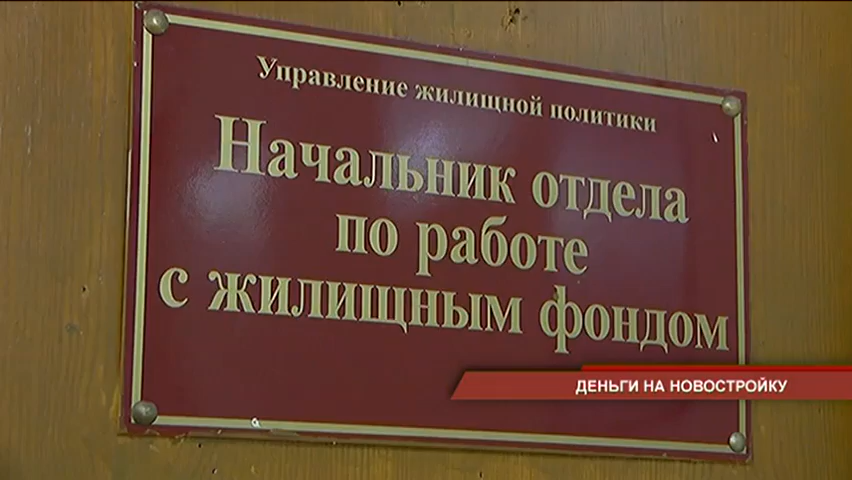 Управление жилищной политики
Начальник отдела
по работе
с жилищным фондом
ДЕНЬГИ НА НОВОСТРОЙКУ